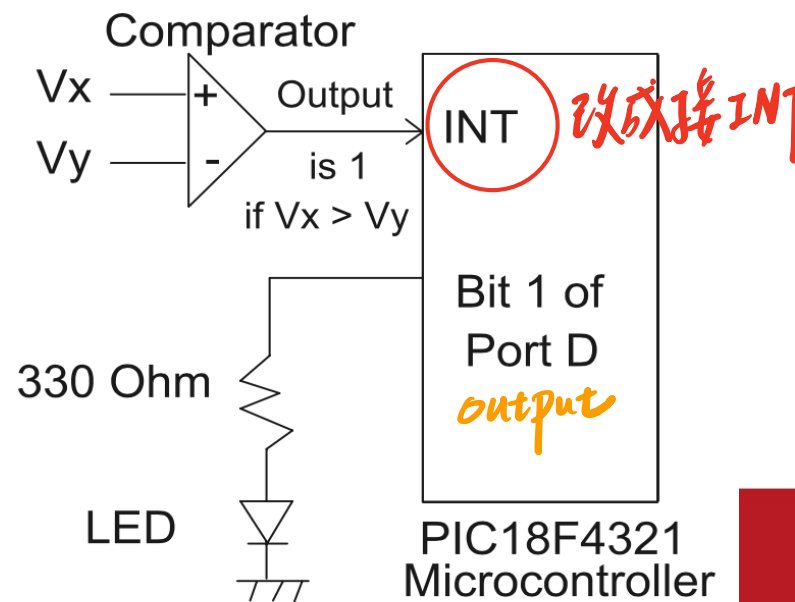 Comparator
Vx
+
Output
INT
改成接INT
Vy
-
is 1
if Vx > Vy
Bit 1 of
Port D
output
330 Ohm
LED
PIC18F4321
Microcontroller